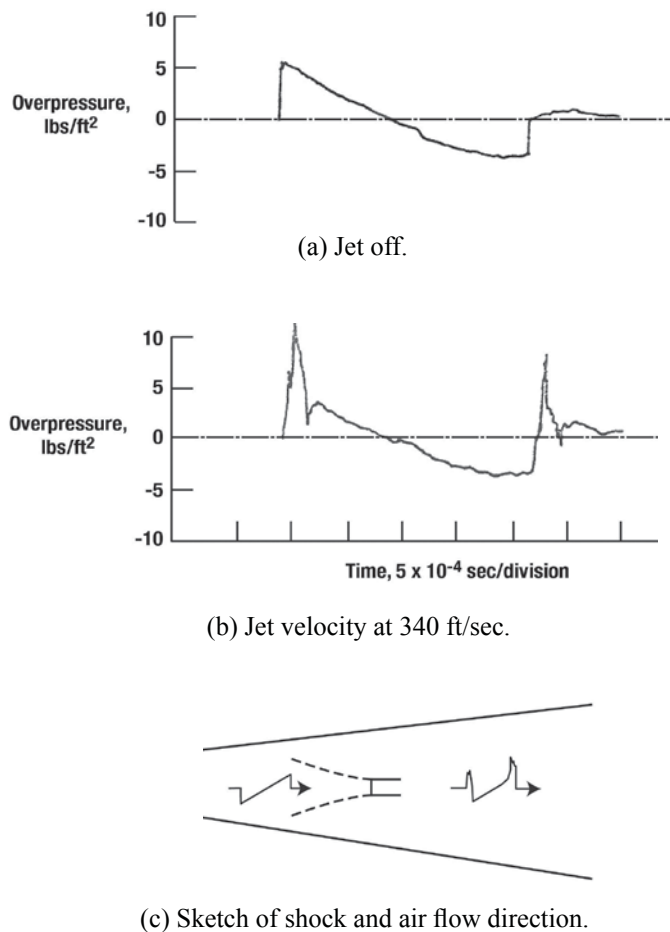 10
5
Overpressure,
lbs/ft²
0
-5
-10
(a) Jet off.
10
5
Overpressure,
lbs/ft²
0
-5
-10
Time, 5 x 10⁻⁴ sec/division
(b) Jet velocity at 340 ft/sec.
(c) Sketch of shock and air flow direction.